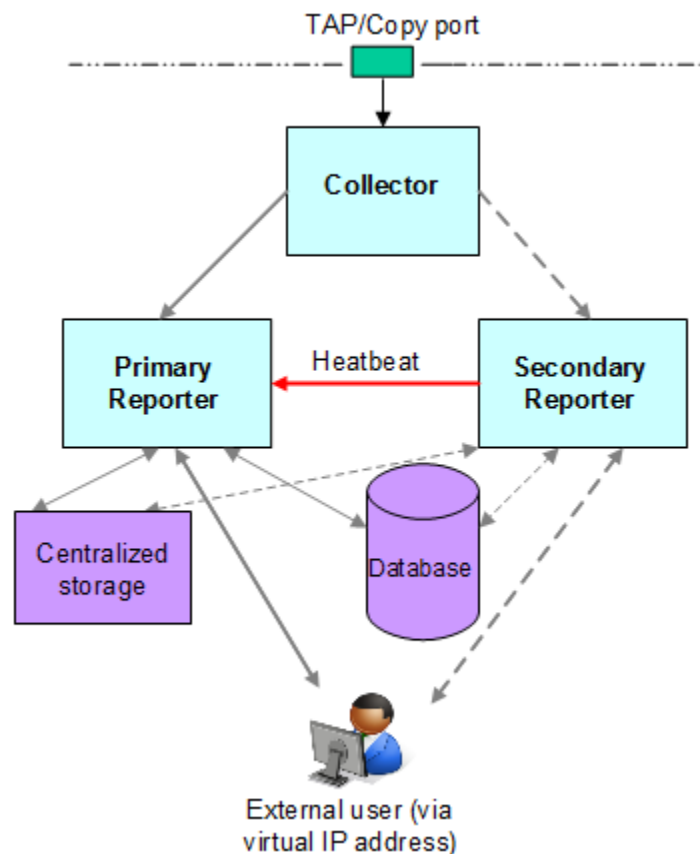 TAP/Copy port
Collector
Primary
Reporter
Heatbeat
Secondary
Reporter
Centralized
storage
Database
External user (via
virtual IP address)